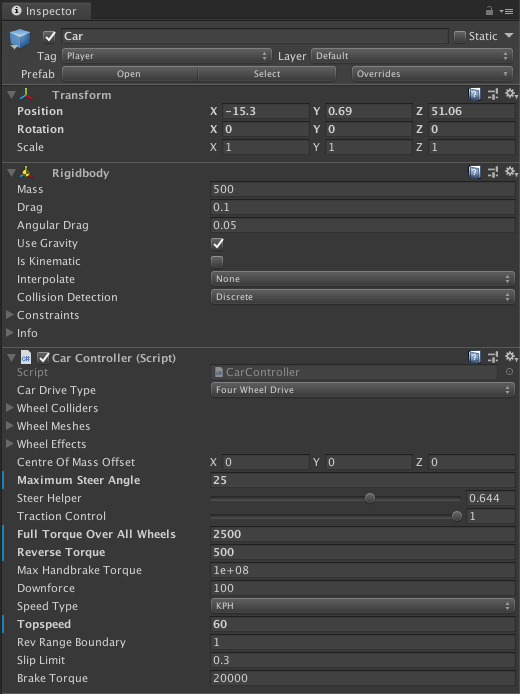 Inspector
Car Static
Tag Player Layer Default
Prefab Open Select Overrides
Transform
Position X -15.3 Y 0.69 Z 51.06
Rotation X 0 Y 0 Z 0
Scale X 1 Y 1 Z 1
Rigidbody
Mass 500
Drag 0.1
Angular Drag 0.05
Use Gravity
Is Kinematic
Interpolate None
Collision Detection Discrete
Constraints
Info
C# Car Controller (Script)
Script CarController
Car Drive Type Four Wheel Drive
Wheel Colliders
Wheel Meshes
Wheel Effects
Centre Of Mass Offset X 0 Y 0 Z 0
Maximum Steer Angle 25
Steer Helper 0.644
Traction Control 1
Full Torque Over All Wheels 2500
Reverse Torque 500
Max Handbrake Torque 1e+08
Downforce 100
Speed Type KPH
Topspeed 60
Rev Range Boundary 1
Slip Limit 0.3
Brake Torque 20000